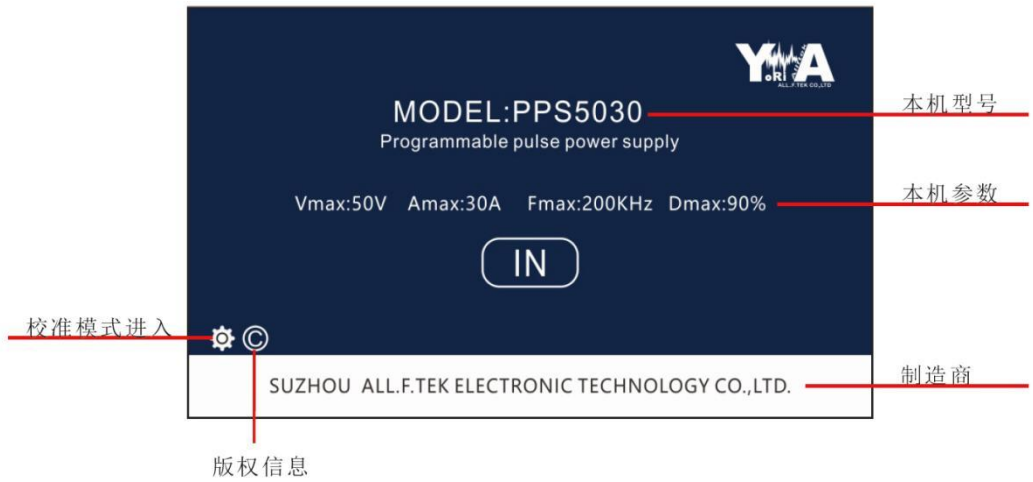 YoRi Sutek A
ALL.F.TEK CO.,LTD
MODEL:PPS5030
本机型号
Programmable pulse power supply
Vmax:50V Amax:30A Fmax:200KHz Dmax:90%
本机参数
IN
校准模式进入
©
SUZHOU ALL.F.TEK ELECTRONIC TECHNOLOGY CO.,LTD.
制造商
版权信息